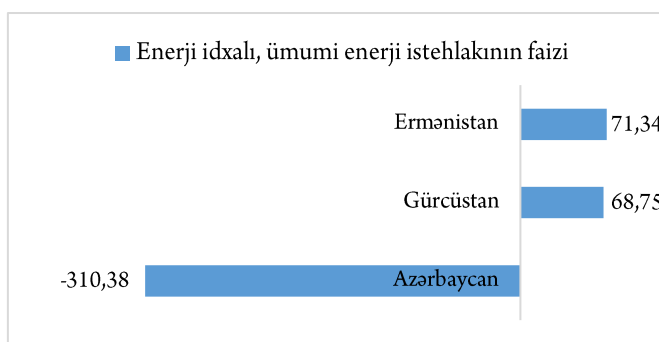 Enerji idxalı, ümumi enerji istehlakının faizi
Ermənistan 71,34
Gürcüstan 68,75
-310,38 Azərbaycan